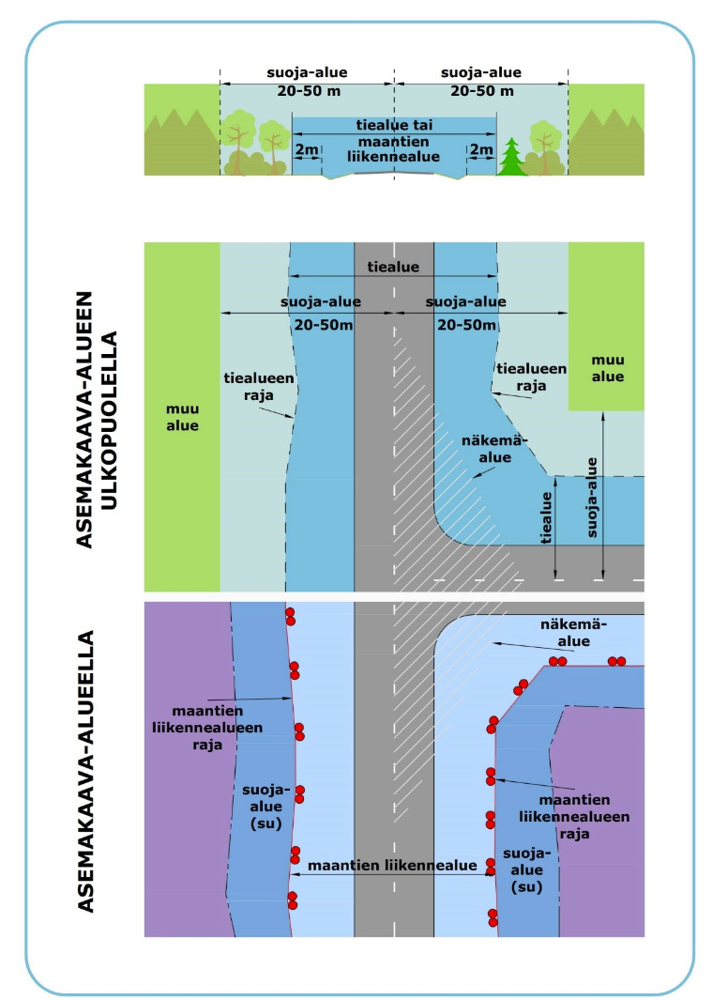 suoja-alue
20-50 m
suoja-alue
20-50 m
tiealue tai
maantien
liikennealue
2m
2m
ASEMAKAAVA-ALUEEN
ULKOPUOLELLA
tiealue
suoja-alue
20-50m
suoja-alue
20-50m
tiealueen
raja
tiealueen
raja
muu
alue
muu
alue
näkemä-
alue
tiealue
suoja-alue
ASEMAKAAVA-ALUEELLA
näkemä-
alue
maantien
liikennealueen
raja
suoja-
alue
(su)
maantien
liikennealueen
raja
maantien liikennealue
suoja-
alue
(su)